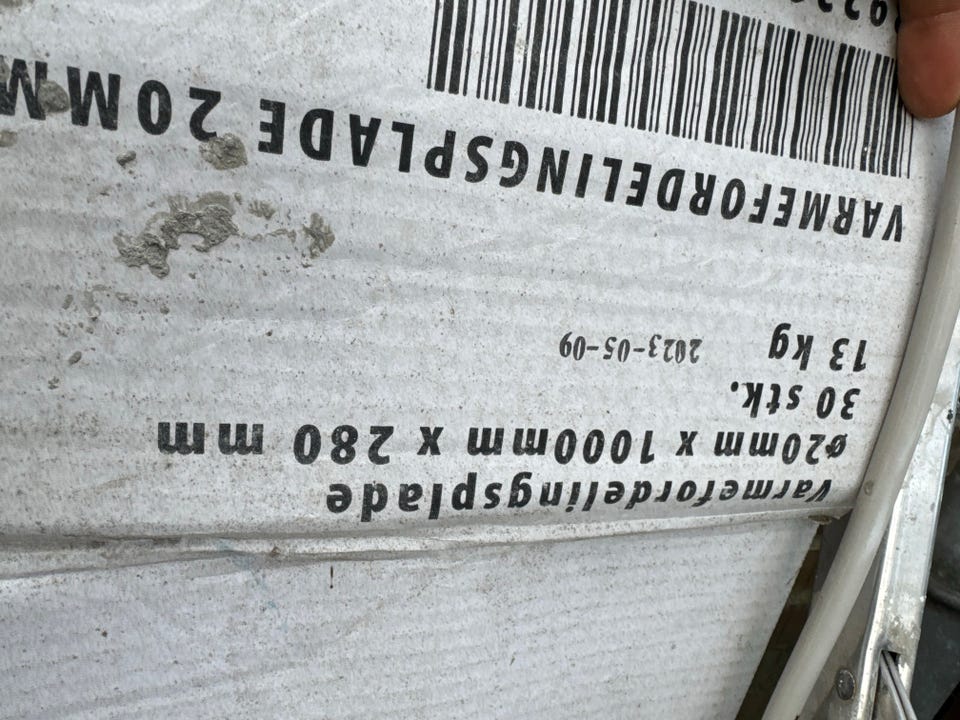 Varmefordelingsplade
ø20mm x 1000mm x 280 mm
30 stk.
13 kg 2023-05-09
VARMEFORDELINGSPLADE 20MM